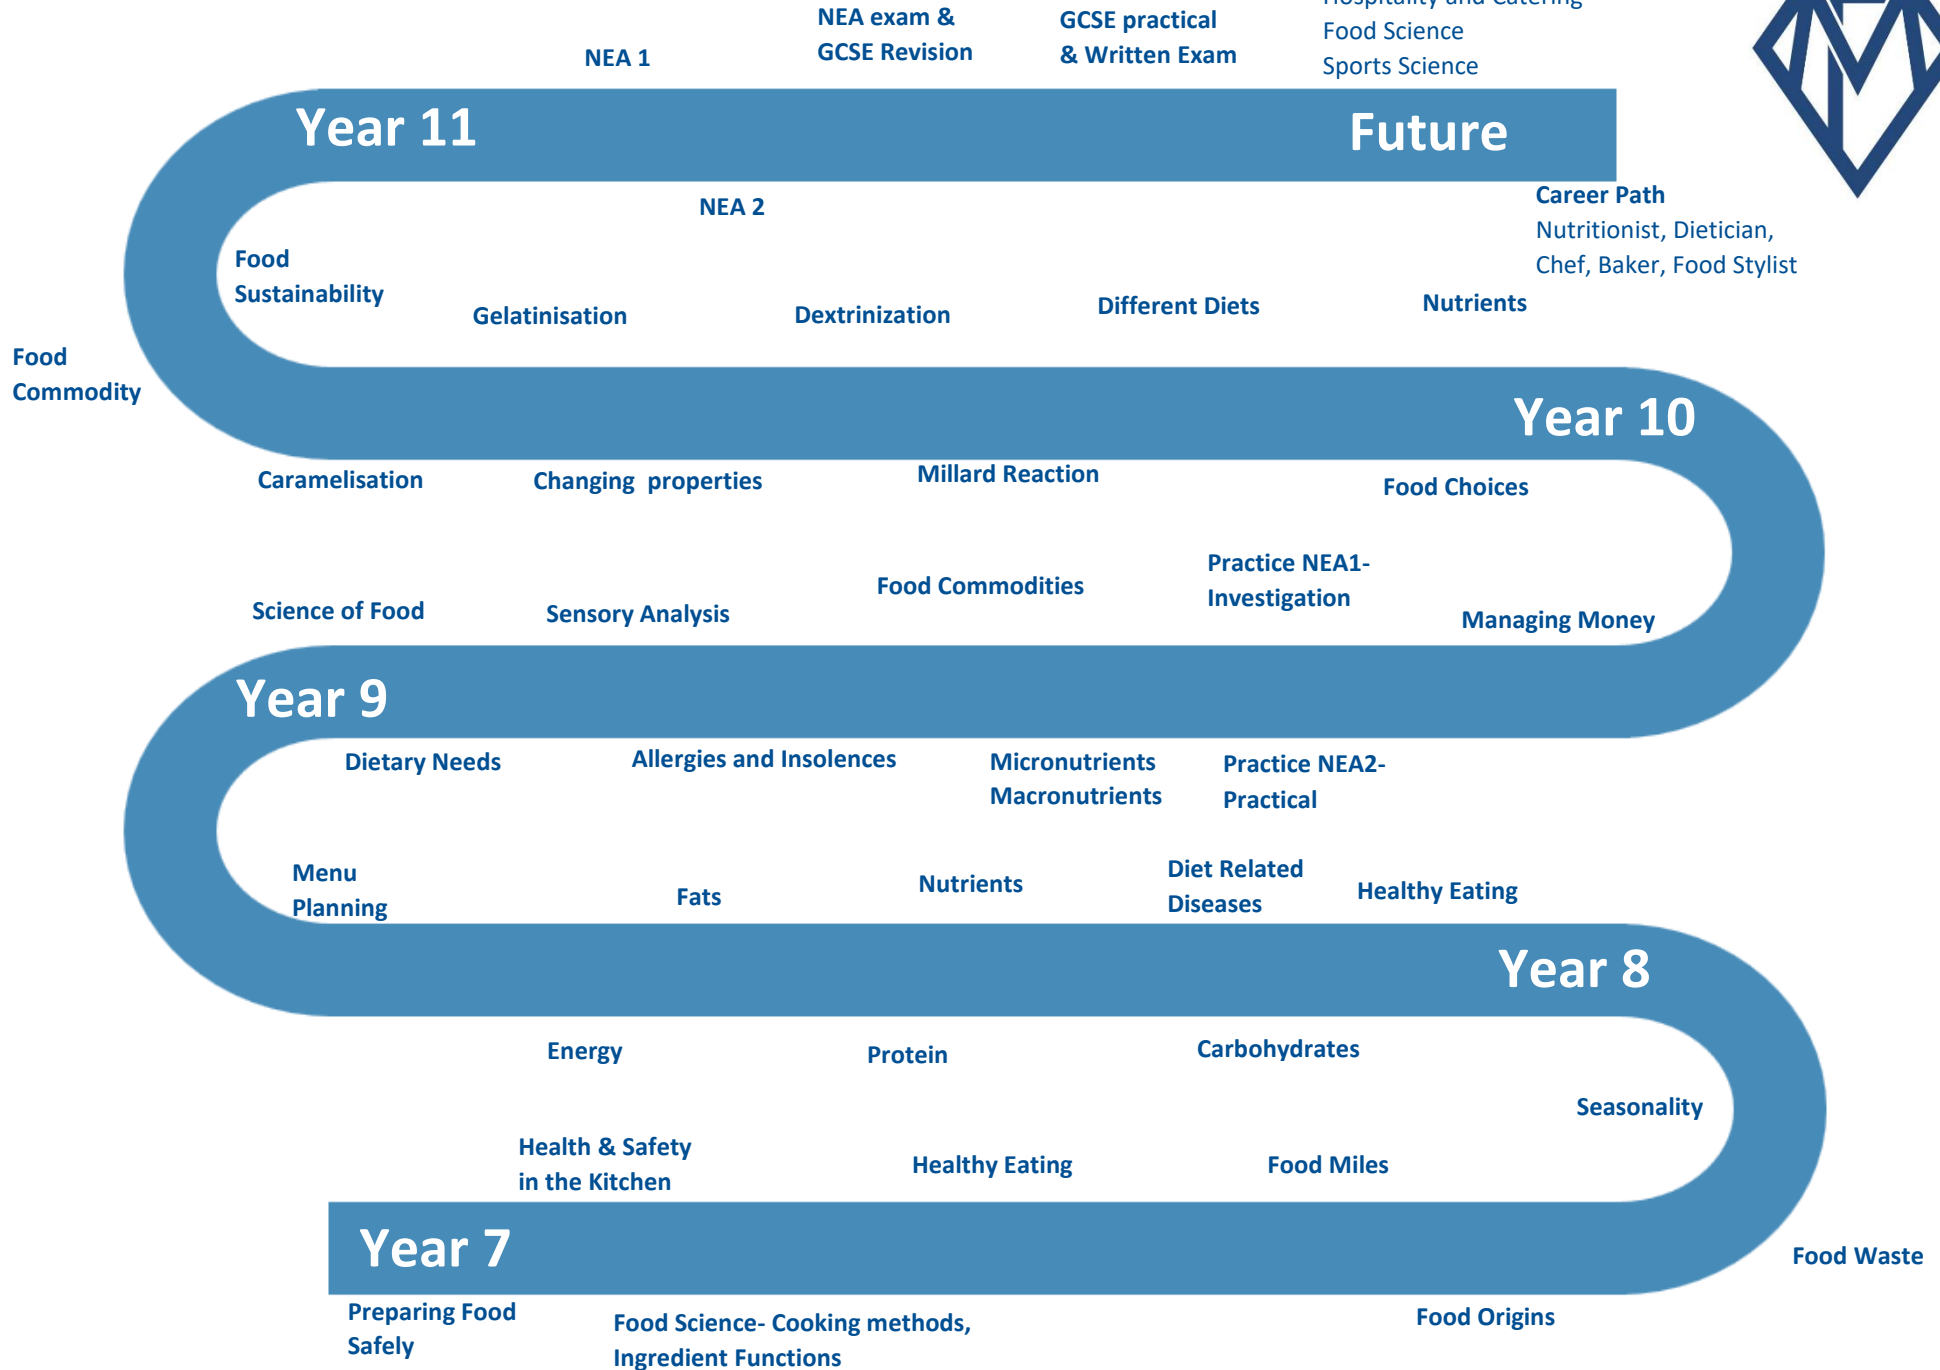 Hospitality and Catering
Food Science
Sports Science
NEA exam &
GCSE Revision
GCSE practical
& Written Exam
NEA 1
Year 11
Future
NEA 2
Career Path
Nutritionist, Dietician,
Chef, Baker, Food Stylist
Food
Sustainability
Gelatinisation
Dextrinization
Different Diets
Nutrients
Food
Commodity
Year 10
Caramelisation
Changing properties
Millard Reaction
Food Choices
Science of Food
Sensory Analysis
Food Commodities
Practice NEA1-
Investigation
Managing Money
Year 9
Dietary Needs
Allergies and Insolences
Micronutrients
Macronutrients
Practice NEA2-
Practical
Menu
Planning
Fats
Nutrients
Diet Related
Diseases
Healthy Eating
Year 8
Energy
Protein
Carbohydrates
Seasonality
Health & Safety
in the Kitchen
Healthy Eating
Food Miles
Year 7
Food Waste
Preparing Food
Safely
Food Science- Cooking methods,
Ingredient Functions
Food Origins